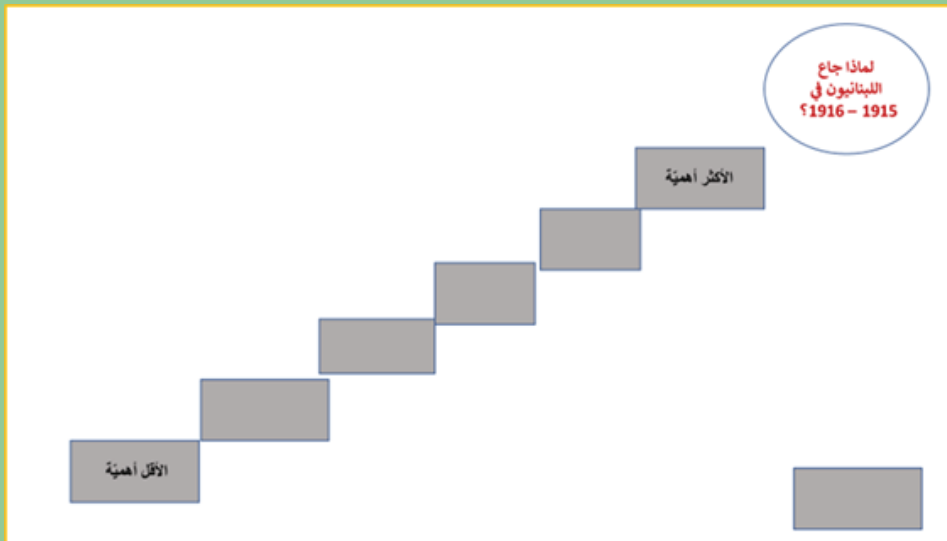 لماذا جاع
اللبنانيون في
1915 – 1916؟
الأكثر أهميّة
الأقل أهميّة